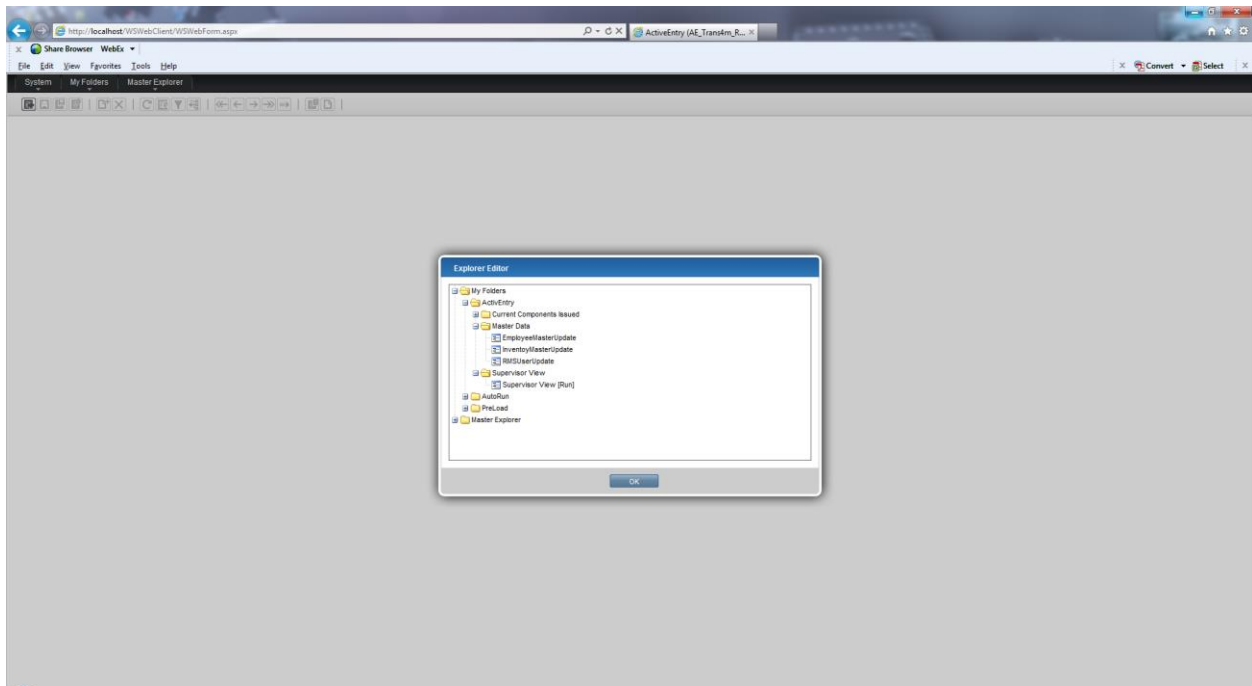 http://localhost/WSWebClient/WSWebForm.aspx
ActiveEntry (AE_Trans4m_R...
Share Browser WebEx
File Edit View Favorites Tools Help
Convert Select
System My Folders Master Explorer
Explorer Editor
My Folders
ActivEntry
Current Components Issued
Master Data
EmployeeMasterUpdate
InventoyMasterUpdate
RMSUserUpdate
Supervisor View
Supervisor View [Run]
AutoRun
PreLoad
Master Explorer
OK